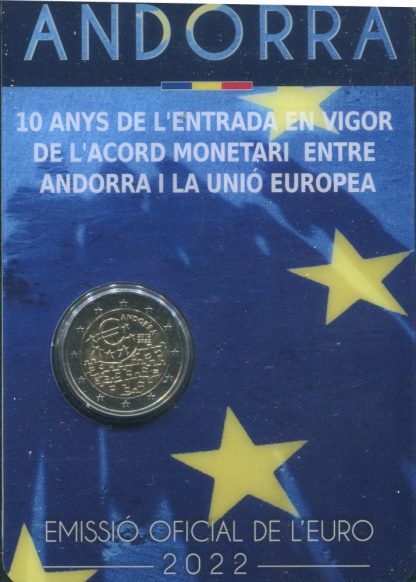 ANDORRA
10 ANYS DE L'ENTRADA EN VIGOR
DE L'ACORD MONETARI ENTRE
ANDORRA I LA UNIÓ EUROPEA
ANDORRA
EMISSIÓ OFICIAL DE L'EURO
2022